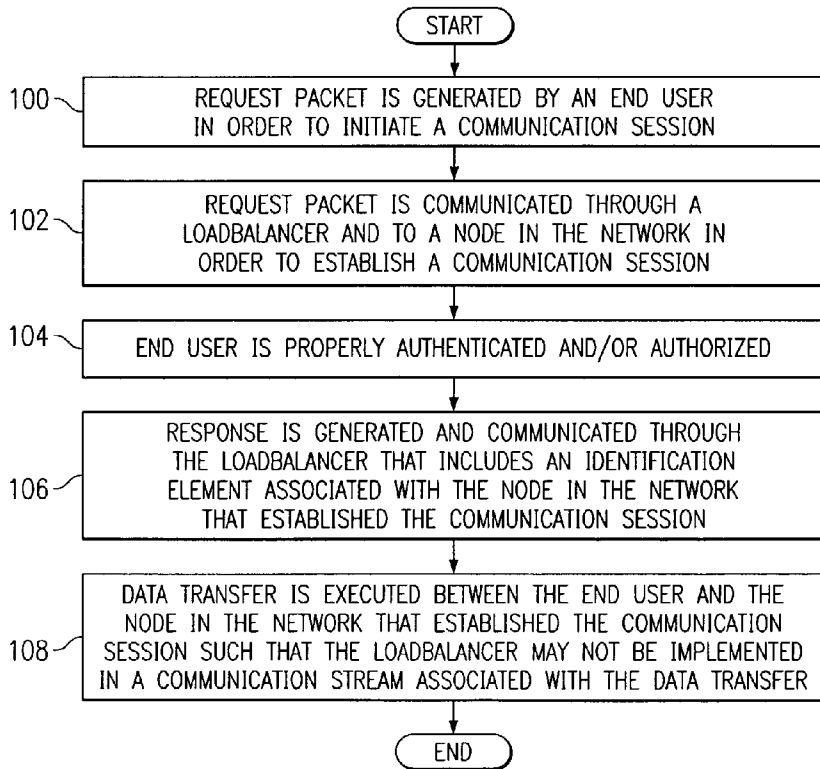 START
100
REQUEST PACKET IS GENERATED BY AN END USER
IN ORDER TO INITIATE A COMMUNICATION SESSION
102
REQUEST PACKET IS COMMUNICATED THROUGH A
LOADBALANCER AND TO A NODE IN THE NETWORK IN
ORDER TO ESTABLISH A COMMUNICATION SESSION
104
END USER IS PROPERLY AUTHENTICATED AND/OR AUTHORIZED
106
RESPONSE IS GENERATED AND COMMUNICATED THROUGH
THE LOADBALANCER THAT INCLUDES AN IDENTIFICATION
ELEMENT ASSOCIATED WITH THE NODE IN THE NETWORK
THAT ESTABLISHED THE COMMUNICATION SESSION
108
DATA TRANSFER IS EXECUTED BETWEEN THE END USER AND THE
NODE IN THE NETWORK THAT ESTABLISHED THE COMMUNICATION
SESSION SUCH THAT THE LOADBALANCER MAY NOT BE IMPLEMENTED
IN A COMMUNICATION STREAM ASSOCIATED WITH THE DATA TRANSFER
END